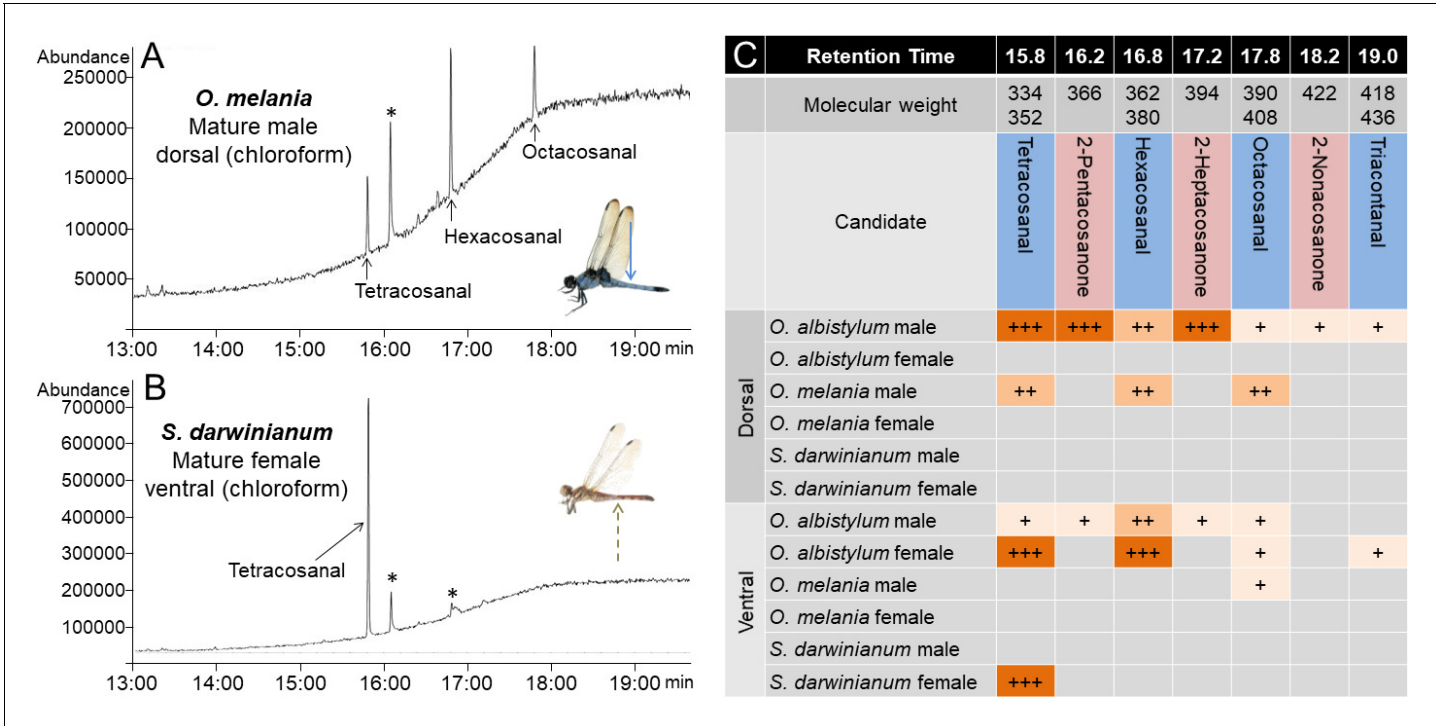 Abundance
A
250000
200000
150000
100000
50000
O. melania
Mature male
dorsal (chloroform)
*
Octacosanal
Hexacosanal
Tetracosanal
13:00 14:00 15:00 16:00 17:00 18:00 19:00 min
Abundance
B
700000
600000
500000
400000
300000
200000
100000
S. darwinianum
Mature female
ventral (chloroform)
Tetracosanal
* *
13:00 14:00 15:00 16:00 17:00 18:00 19:00 min
C Retention Time 15.8 16.2 16.8 17.2 17.8 18.2 19.0
Molecular weight 334 366 362 394 390 422 418
352 380 408 436
Candidate Tetracosanal 2-Pentacosanone Hexacosanal 2-Heptacosanone Octacosanal 2-Nonacosanone Triacontanal
Dorsal
O. albistylum male +++ +++ ++ +++ + + +
O. albistylum female
O. melania male ++ ++ ++
O. melania female
S. darwinianum male
S. darwinianum female
Ventral
O. albistylum male + + ++ + +
O. albistylum female +++ +++ + +
O. melania male +
O. melania female
S. darwinianum male
S. darwinianum female +++